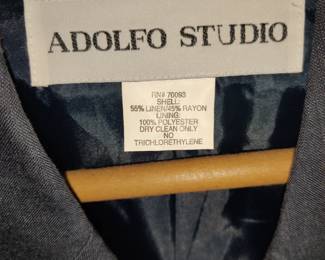 ADOLFO STUDIO
RN# 70093
SHELL:
55% LINEN/45% RAYON
LINING:
100% POLYESTER
DRY CLEAN ONLY
NO
TRICHLORETHYLENE